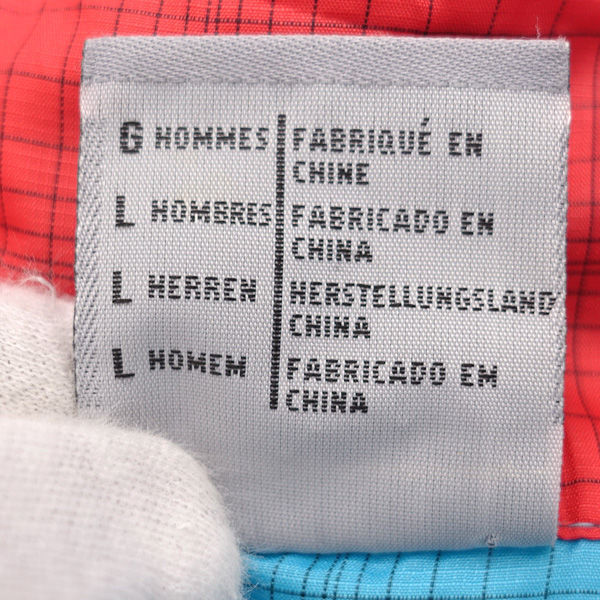 G HOMMES FABRIQUÉ EN
CHINE
L HOMBRES FABRICADO EN
CHINA
L HERREN HERSTELLUNGSLAND
CHINA
L HOMEM FABRICADO EM
CHINA